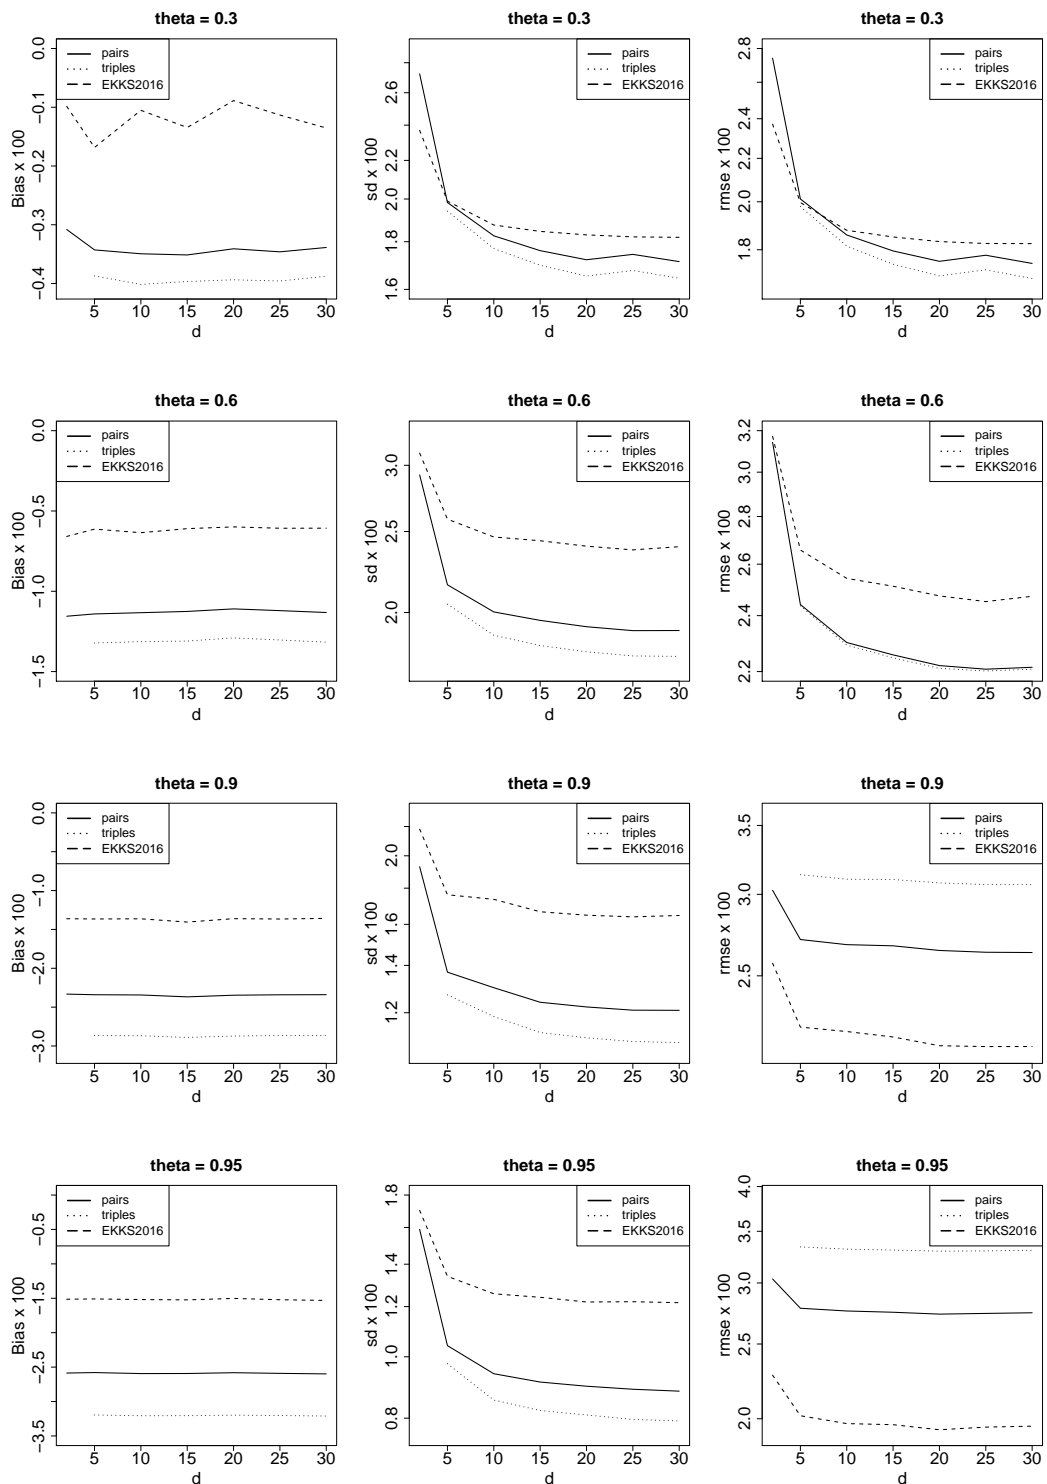 theta = 0.3
Bias x 100
0.0
−0.1
−0.2
−0.3
−0.4
pairs
triples
EKKS2016
5 10 15 20 25 30
d
theta = 0.3
sd x 100
2.6
2.2
2.0
1.8
1.6
pairs
triples
EKKS2016
5 10 15 20 25 30
d
theta = 0.3
rmse x 100
2.8
2.4
2.2
2.0
1.8
pairs
triples
EKKS2016
5 10 15 20 25 30
d
theta = 0.6
Bias x 100
0.0
−0.5
−1.0
−1.5
pairs
triples
EKKS2016
5 10 15 20 25 30
d
theta = 0.6
sd x 100
3.0
2.5
2.0
pairs
triples
EKKS2016
5 10 15 20 25 30
d
theta = 0.6
rmse x 100
3.2
3.0
2.8
2.6
2.4
2.2
pairs
triples
EKKS2016
5 10 15 20 25 30
d
theta = 0.9
Bias x 100
0.0
−1.0
−2.0
−3.0
pairs
triples
EKKS2016
5 10 15 20 25 30
d
theta = 0.9
sd x 100
2.0
1.6
1.4
1.2
pairs
triples
EKKS2016
5 10 15 20 25 30
d
theta = 0.9
rmse x 100
3.5
3.0
2.5
pairs
triples
EKKS2016
5 10 15 20 25 30
d
theta = 0.95
Bias x 100
−0.5
−1.5
−2.5
−3.5
pairs
triples
EKKS2016
5 10 15 20 25 30
d
theta = 0.95
sd x 100
1.8
1.4
1.2
1.0
0.8
pairs
triples
EKKS2016
5 10 15 20 25 30
d
theta = 0.95
rmse x 100
4.0
3.5
3.0
2.5
2.0
pairs
triples
EKKS2016
5 10 15 20 25 30
d